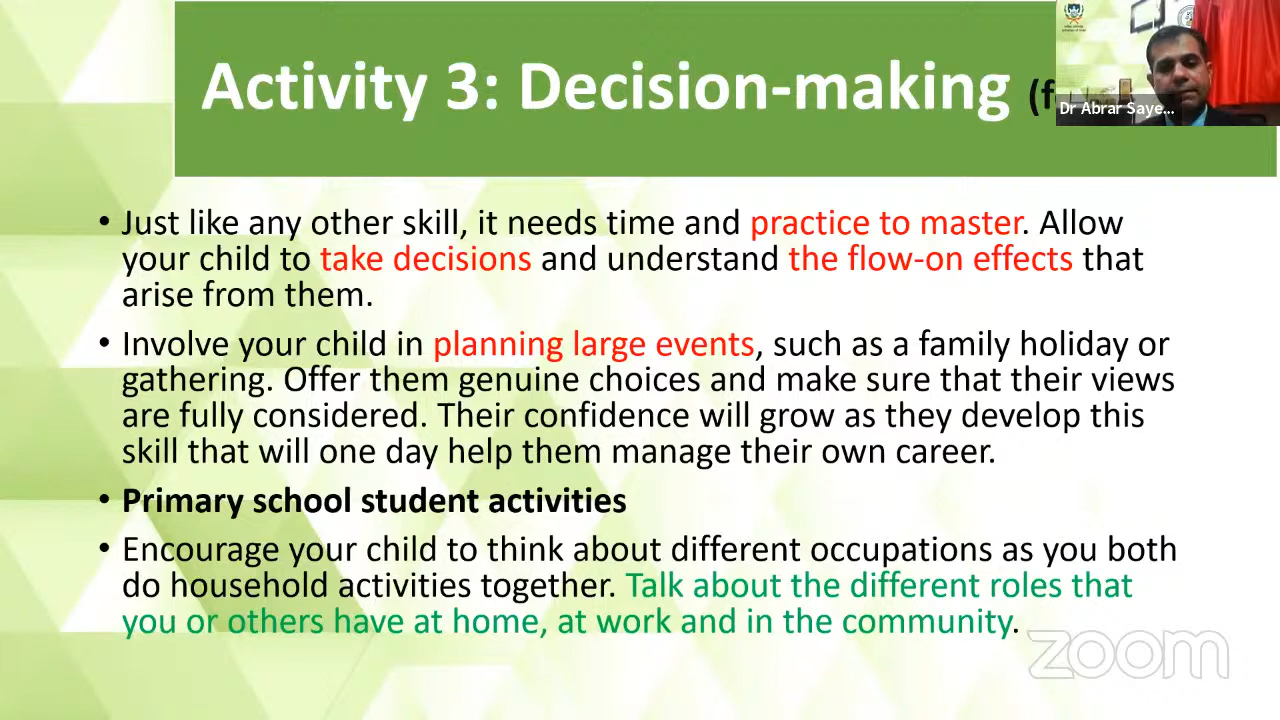 Activity 3: Decision-making
Dr Abrar Saye...
• Just like any other skill, it needs time and practice to master. Allow
your child to take decisions and understand the flow-on effects that
arise from them.
• Involve your child in planning large events, such as a family holiday or
gathering. Offer them genuine choices and make sure that their views
are fully considered. Their confidence will grow as they develop this
skill that will one day help them manage their own career.
• Primary school student activities
• Encourage your child to think about different occupations as you both
do household activities together. Talk about the different roles that
you or others have at home, at work and in the community.
zoom